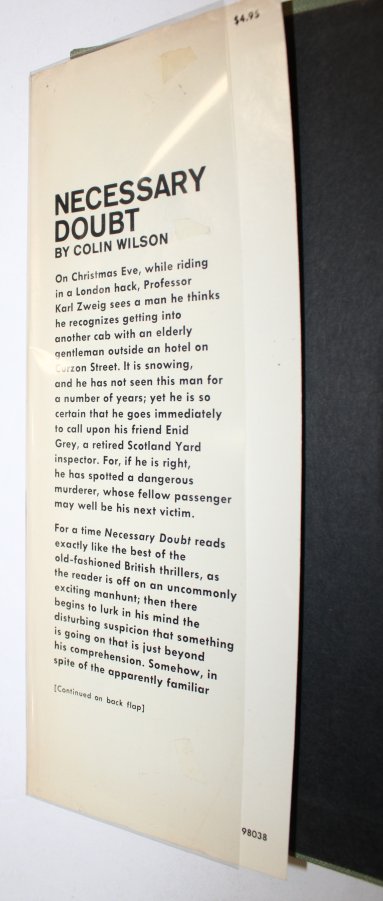 $4.95
NECESSARY
DOUBT
BY COLIN WILSON
On Christmas Eve, while riding
in a London hack, Professor
Karl Zweig sees a man he thinks
he recognizes getting into
another cab with an elderly
gentleman outside an hotel on
Curzon Street. It is snowing,
and he has not seen this man for
a number of years; yet he is so
certain that he goes immediately
to call upon his friend Enid
Grey, a retired Scotland Yard
inspector. For, if he is right,
he has spotted a dangerous
murderer, whose fellow passenger
may well be his next victim.
For a time Necessary Doubt reads
exactly like the best of the
old-fashioned British thrillers, as
the reader is off on an uncommonly
exciting manhunt; then there
begins to lurk in his mind the
disturbing suspicion that something
is going on that is just beyond
his comprehension. Somehow, in
spite of the apparently familiar
[Continued on back flap]
98038